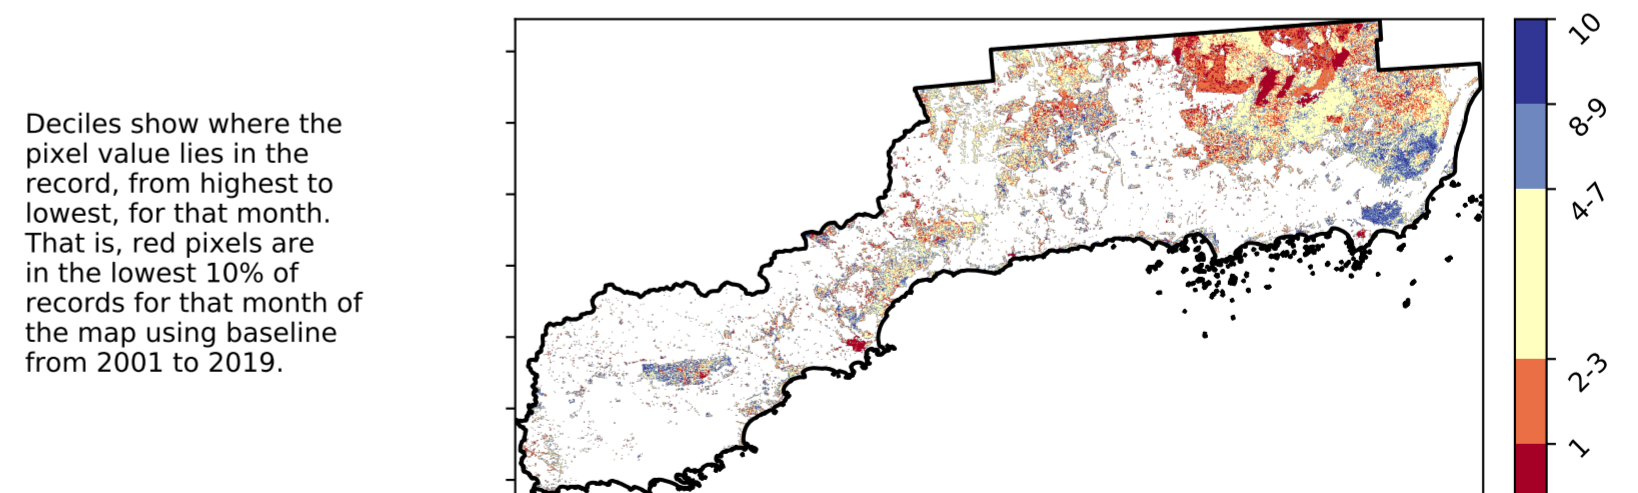 Deciles show where the
pixel value lies in the
record, from highest to
lowest, for that month.
That is, red pixels are
in the lowest 10% of
records for that month of
the map using baseline
from 2001 to 2019.
10
8-9
4-7
2-3
1